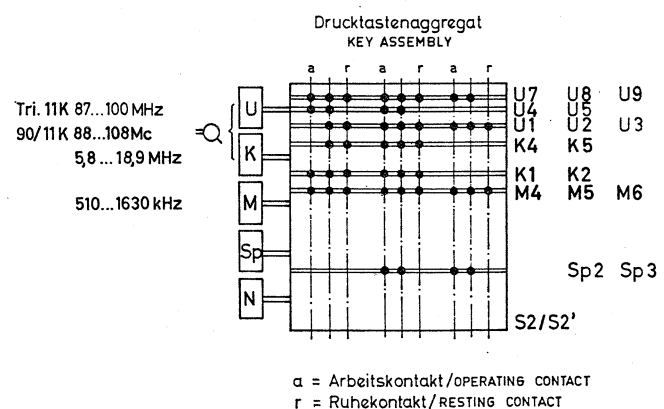 Drucktastenaggregat
KEY ASSEMBLY
a r a r a r
U7 U8 U9
U
Tri. 11K 87...100 MHz
U4 U5
90/11K 88...108Mc
U1 U2 U3
K4 K5
K
5,8...18,9 MHz
K1 K2
M4 M5 M6
M
510...1630 kHz
Sp
Sp2 Sp3
N
S2/S2'
a = Arbeitskontakt/OPERATING CONTACT
r = Ruhekontakt/RESTING CONTACT